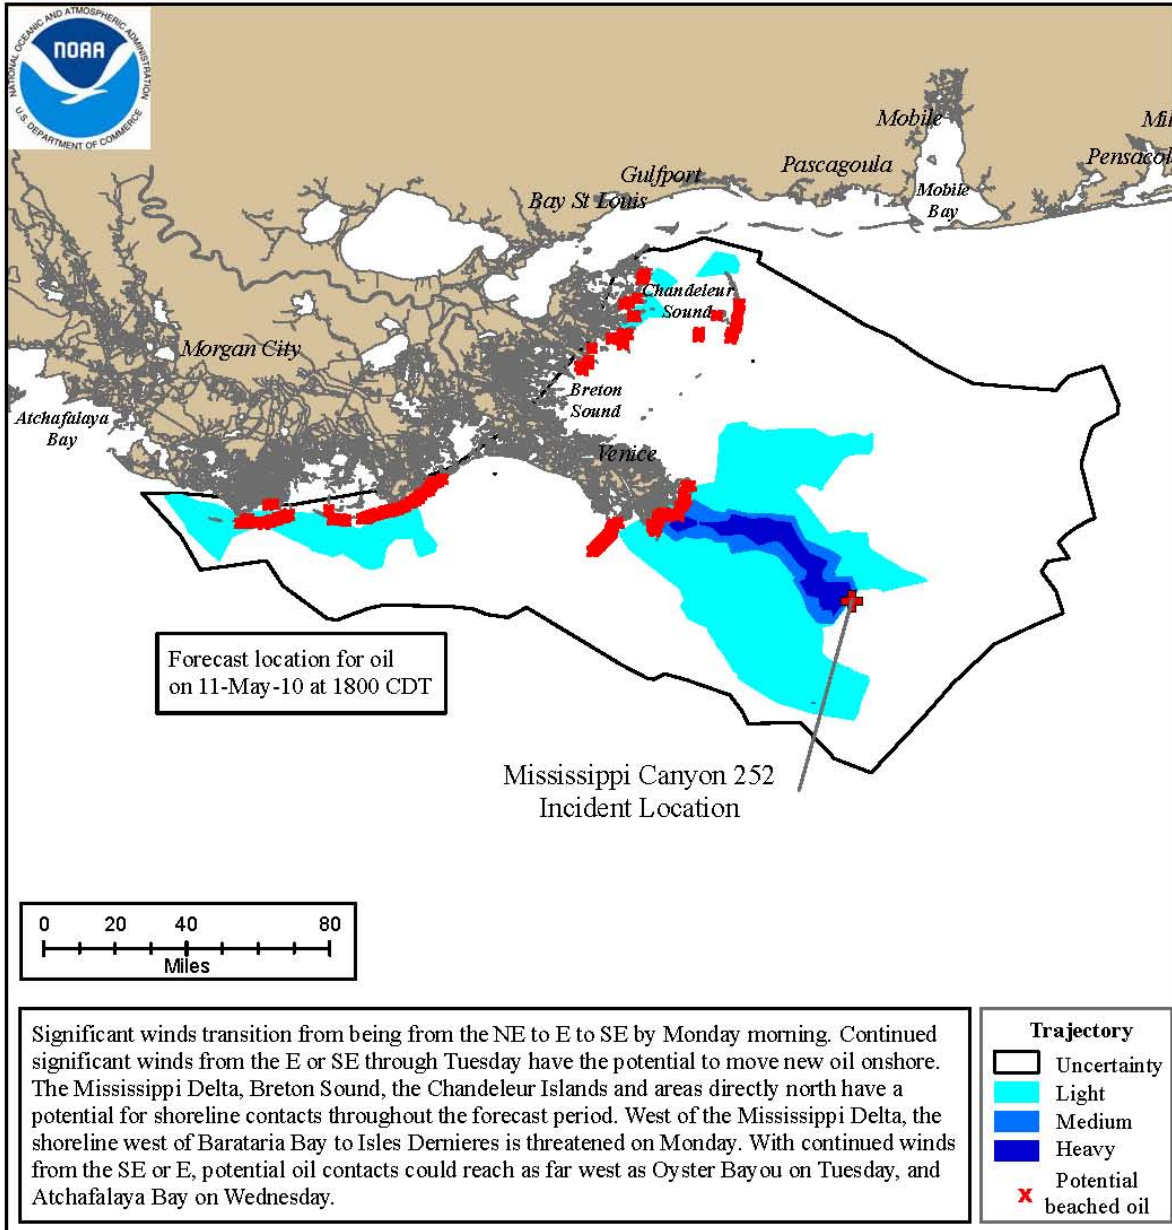 NATIONAL OCEANIC AND ATMOSPHERIC ADMINISTRATION
NOAA
U.S. DEPARTMENT OF COMMERCE
Mobile
Mil
Pascagoula
Pensacol
Gulfport
Mobile
Bay
Bay St Louis
Chandeleur
Sound
Morgan City
Breton
Sound
Atchafalaya
Bay
Venice
Forecast location for oil
on 11-May-10 at 1800 CDT
Mississippi Canyon 252
Incident Location
0 20 40 80
Miles
Significant winds transition from being from the NE to E to SE by Monday morning. Continued
significant winds from the E or SE through Tuesday have the potential to move new oil onshore.
The Mississippi Delta, Breton Sound, the Chandeleur Islands and areas directly north have a
potential for shoreline contacts throughout the forecast period. West of the Mississippi Delta, the
shoreline west of Barataria Bay to Isles Dernieres is threatened on Monday. With continued winds
from the SE or E, potential oil contacts could reach as far west as Oyster Bayou on Tuesday, and
Atchafalaya Bay on Wednesday.
Trajectory
Uncertainty
Light
Medium
Heavy
x Potential
beached oil